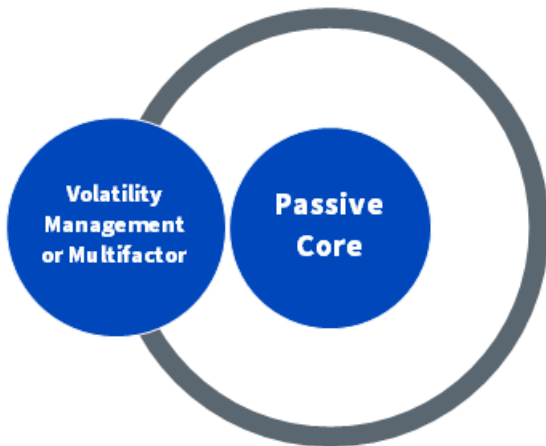 Volatility
Management
or Multifactor
Passive
Core